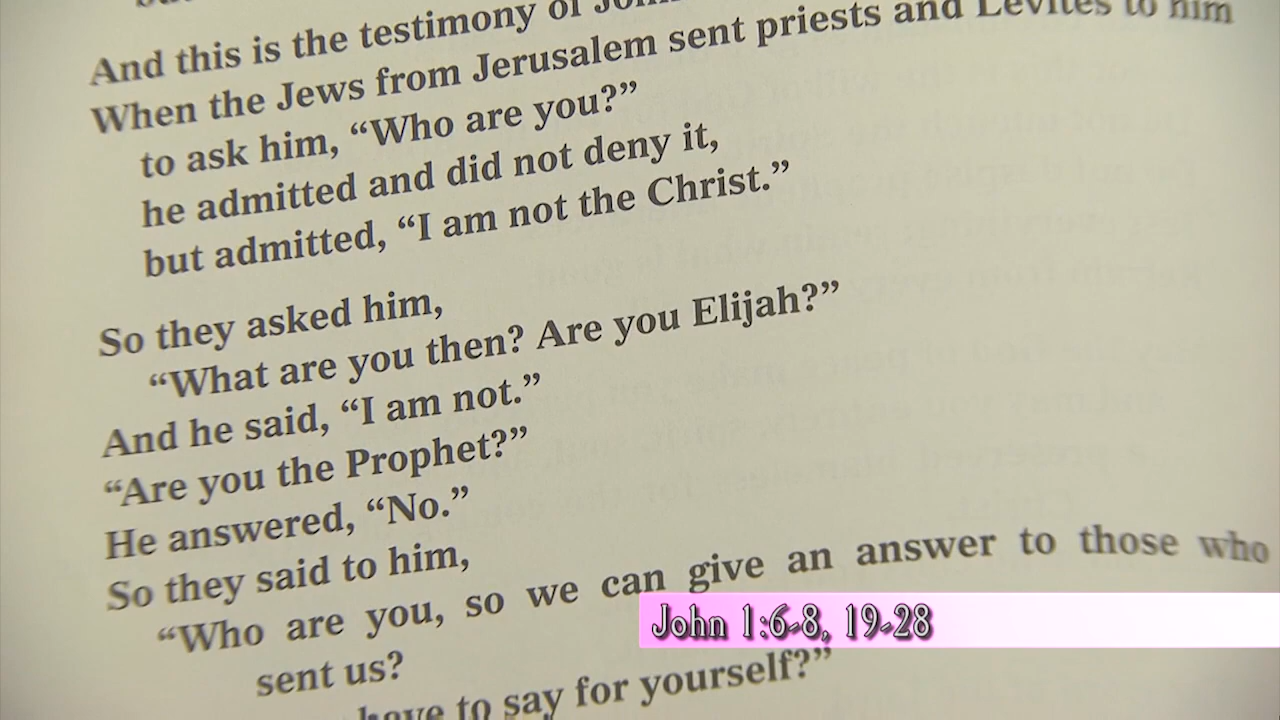 And this is the testimony of
When the Jews from Jerusalem sent priests and Levites to him
to ask him, “Who are you?”
he admitted and did not deny it,
but admitted, “I am not the Christ.”
So they asked him,
“What are you then? Are you Elijah?”
And he said, “I am not.”
“Are you the Prophet?”
He answered, “No.”
So they said to him,
“Who are you, so we can give an answer to those who
sent us?
have to say for yourself?”
John 1:6-8, 19-28